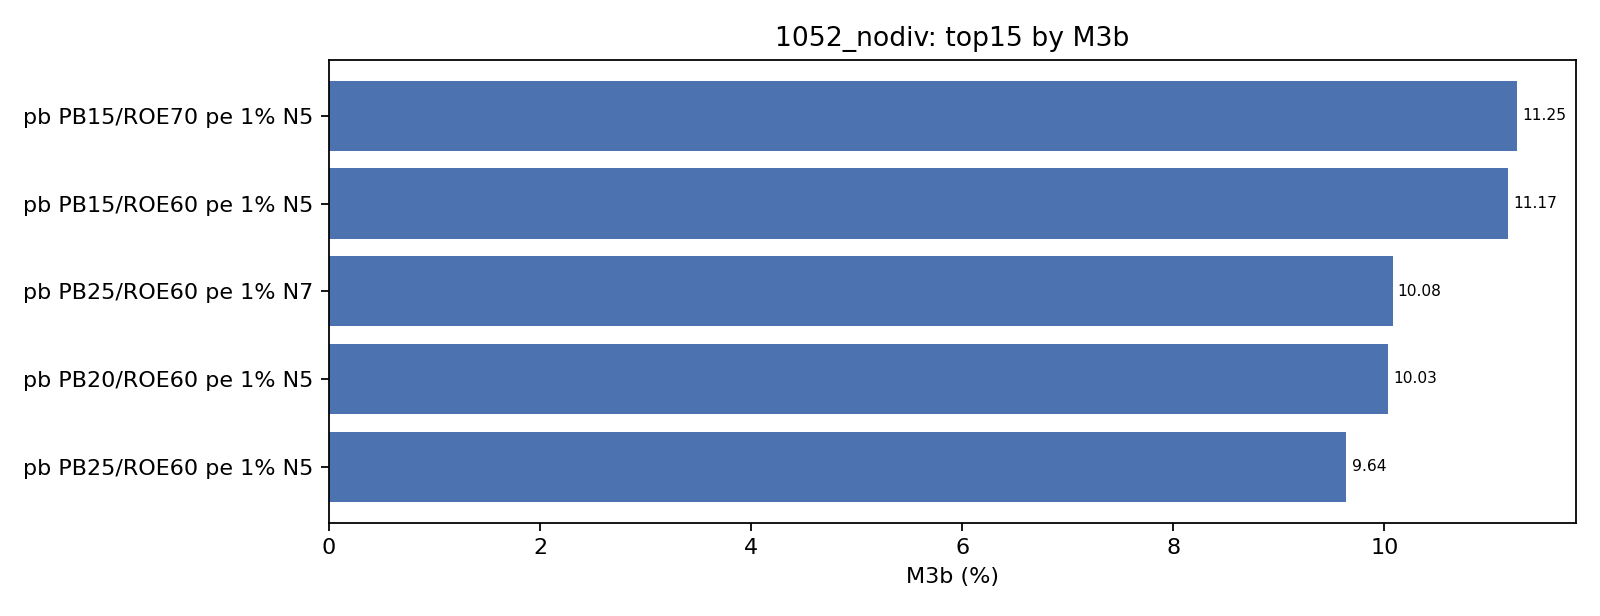 1052_nodiv: top15 by M3b
pb PB15/ROE70 pe 1% N5
11.25
pb PB15/ROE60 pe 1% N5
11.17
pb PB25/ROE60 pe 1% N7
10.08
pb PB20/ROE60 pe 1% N5
10.03
pb PB25/ROE60 pe 1% N5
9.64
0 2 4 6 8 10
M3b (%)